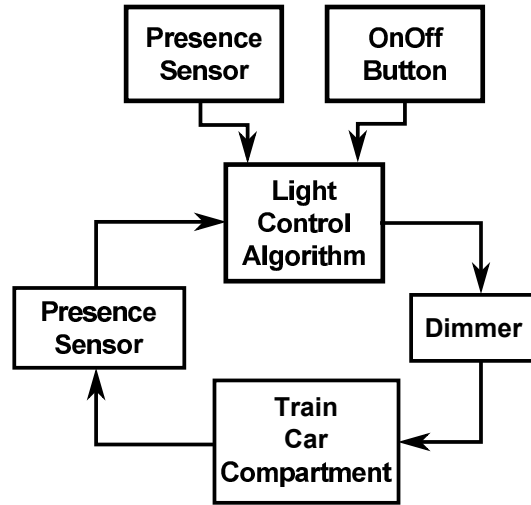 Presence
Sensor
OnOff
Button
Light
Control
Algorithm
Presence
Sensor
Dimmer
Train
Car
Compartment